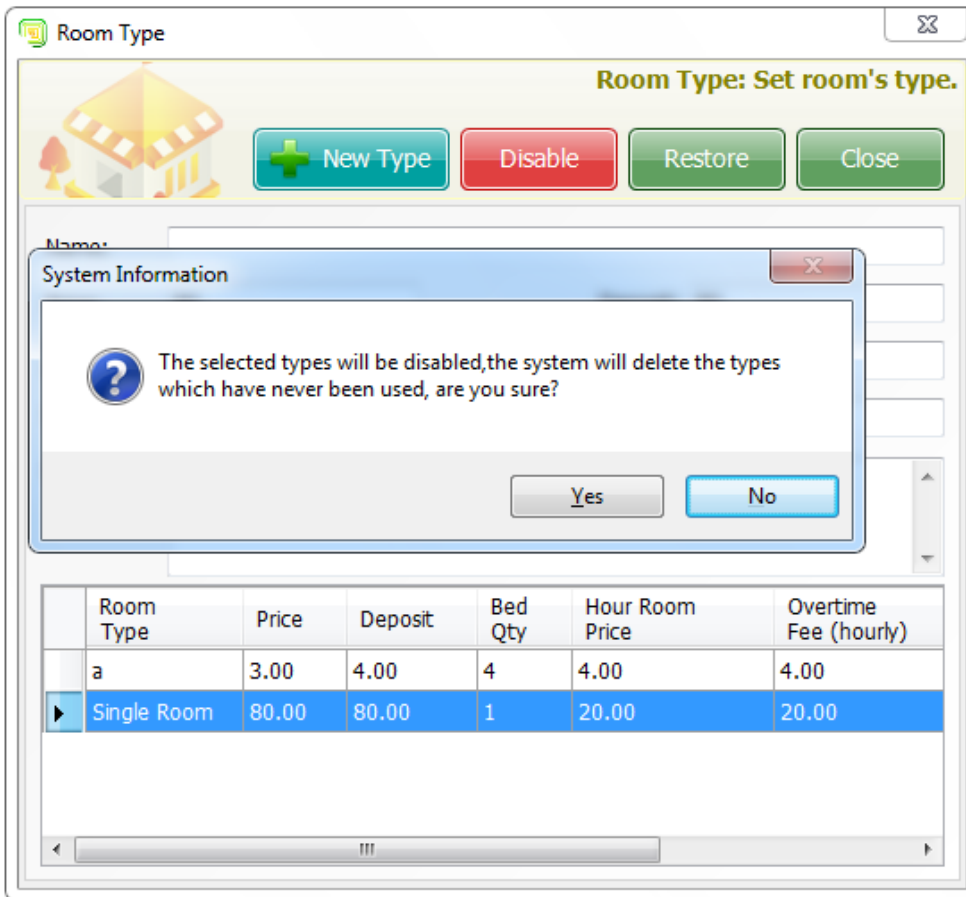 Room Type
Room Type: Set room's type.
New Type Disable Restore Close
Name:
System Information
The selected types will be disabled,the system will delete the types
which have never been used, are you sure?
Yes No
Room Type Price Deposit Bed Qty Hour Room Price Overtime Fee (hourly)
a 3.00 4.00 4 4.00 4.00
Single Room 80.00 80.00 1 20.00 20.00